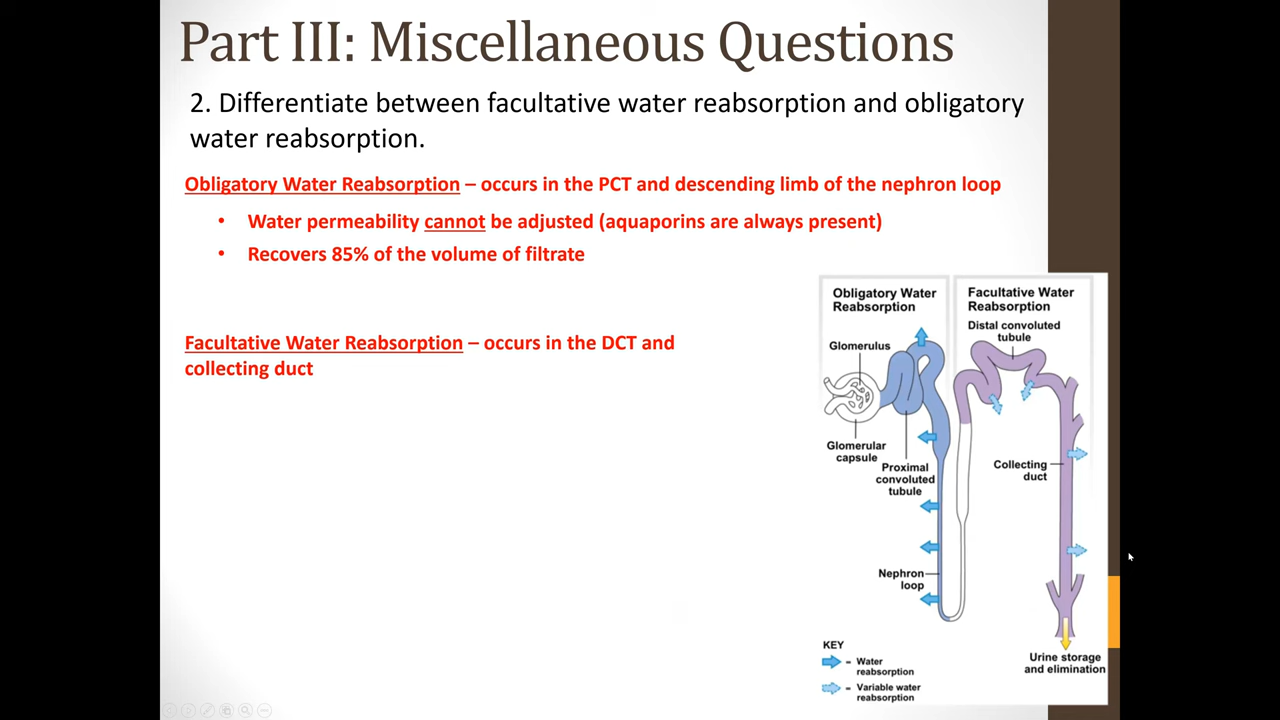 Part III: Miscellaneous Questions
2. Differentiate between facultative water reabsorption and obligatory
water reabsorption.
Obligatory Water Reabsorption – occurs in the PCT and descending limb of the nephron loop
• Water permeability cannot be adjusted (aquaporins are always present)
• Recovers 85% of the volume of filtrate
Facultative Water Reabsorption – occurs in the DCT and
collecting duct
Obligatory Water
Reabsorption
Glomerulus
Glomerular
capsule
Proximal
convoluted
tubule
Nephron
loop
Facultative Water
Reabsorption
Distal convoluted
tubule
Collecting
duct
Urine storage
and elimination
KEY
= Water
reabsorption
= Variable water
reabsorption